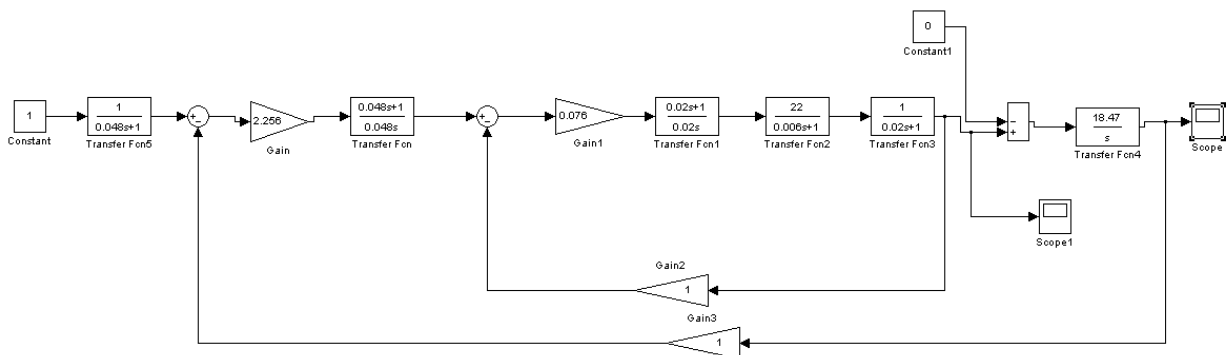 0
Constant1
1
Constant
1
0.048s+1
Transfer Fcn5
+
−
2.256
Gain
0.048s+1
0.048s
Transfer Fcn
+
−
0.076
Gain1
0.02s+1
0.02s
Transfer Fcn1
22
0.006s+1
Transfer Fcn2
1
0.02s+1
Transfer Fcn3
−
+
18.47
s
Transfer Fcn4
Scope
Scope1
Gain2
1
Gain3
1